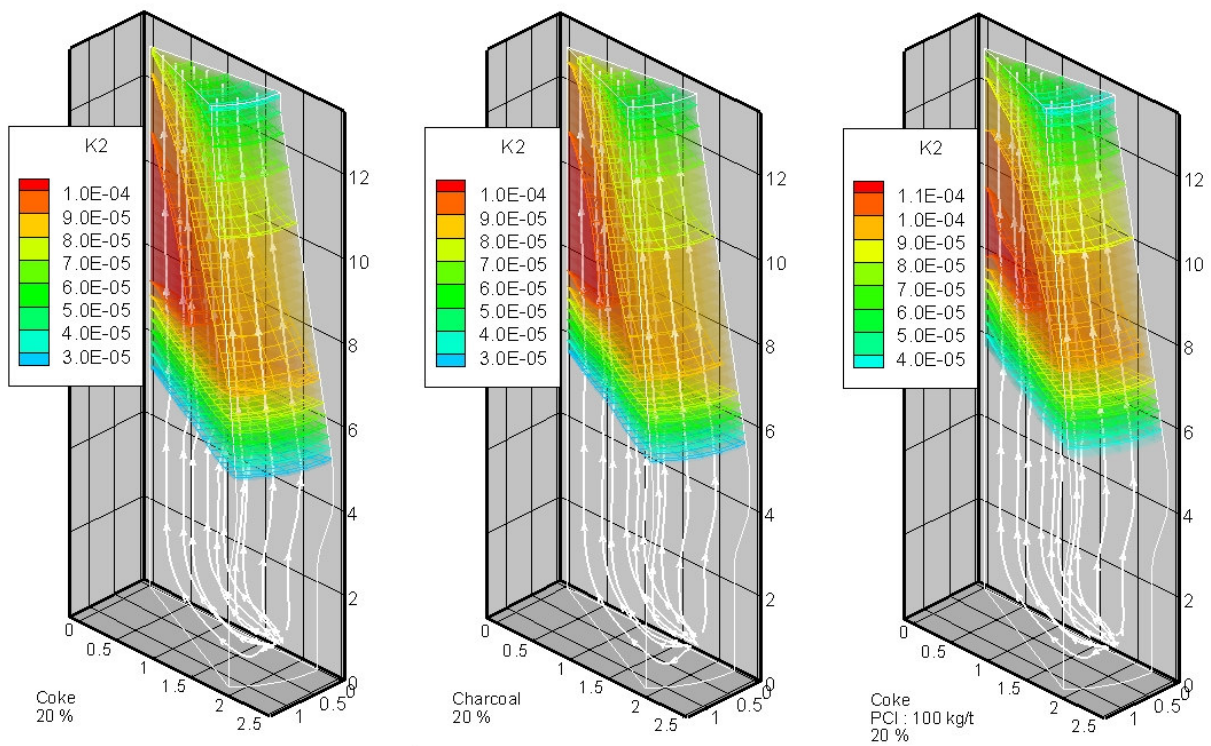 K2
1.0E-04
9.0E-05
8.0E-05
7.0E-05
6.0E-05
5.0E-05
4.0E-05
3.0E-05
12
10
8
6
4
2
0
0
0.5
1
1.5
2
2.5
1
0.5
0
Coke
20 %
K2
1.0E-04
9.0E-05
8.0E-05
7.0E-05
6.0E-05
5.0E-05
4.0E-05
3.0E-05
12
10
8
6
4
2
0
0
0.5
1
1.5
2
2.5
1
0.5
0
Charcoal
20 %
K2
1.1E-04
1.0E-04
9.0E-05
8.0E-05
7.0E-05
6.0E-05
5.0E-05
4.0E-05
12
10
8
6
4
2
0
0
0.5
1
1.5
2
2.5
1
0.5
0
Coke
PCI : 100 kg/t
20 %